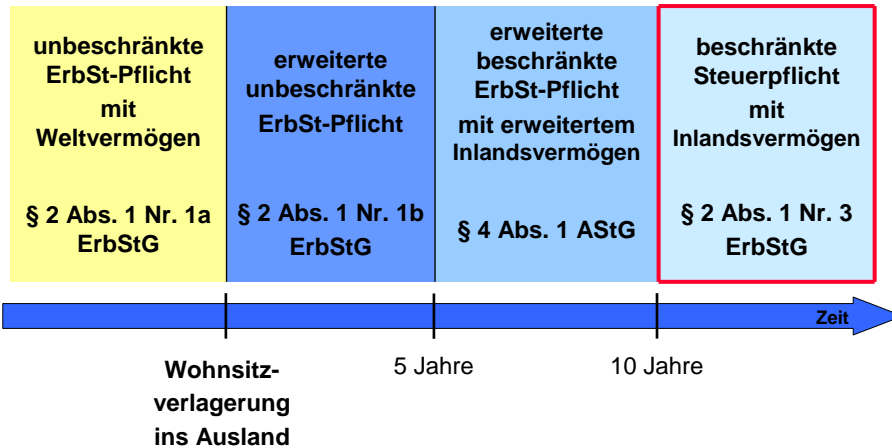 unbeschränkte
ErbSt-Pflicht
mit
Weltvermögen
§ 2 Abs. 1 Nr. 1a
ErbStG
erweiterte
unbeschränkte
ErbSt-Pflicht
§ 2 Abs. 1 Nr. 1b
ErbStG
erweiterte
beschränkte
ErbSt-Pflicht
mit erweitertem
Inlandsvermögen
§ 4 Abs. 1 AStG
beschränkte
Steuerpflicht
mit
Inlandsvermögen
§ 2 Abs. 1 Nr. 3
ErbStG
Zeit
Wohnsitz-
verlagerung
ins Ausland
5 Jahre
10 Jahre